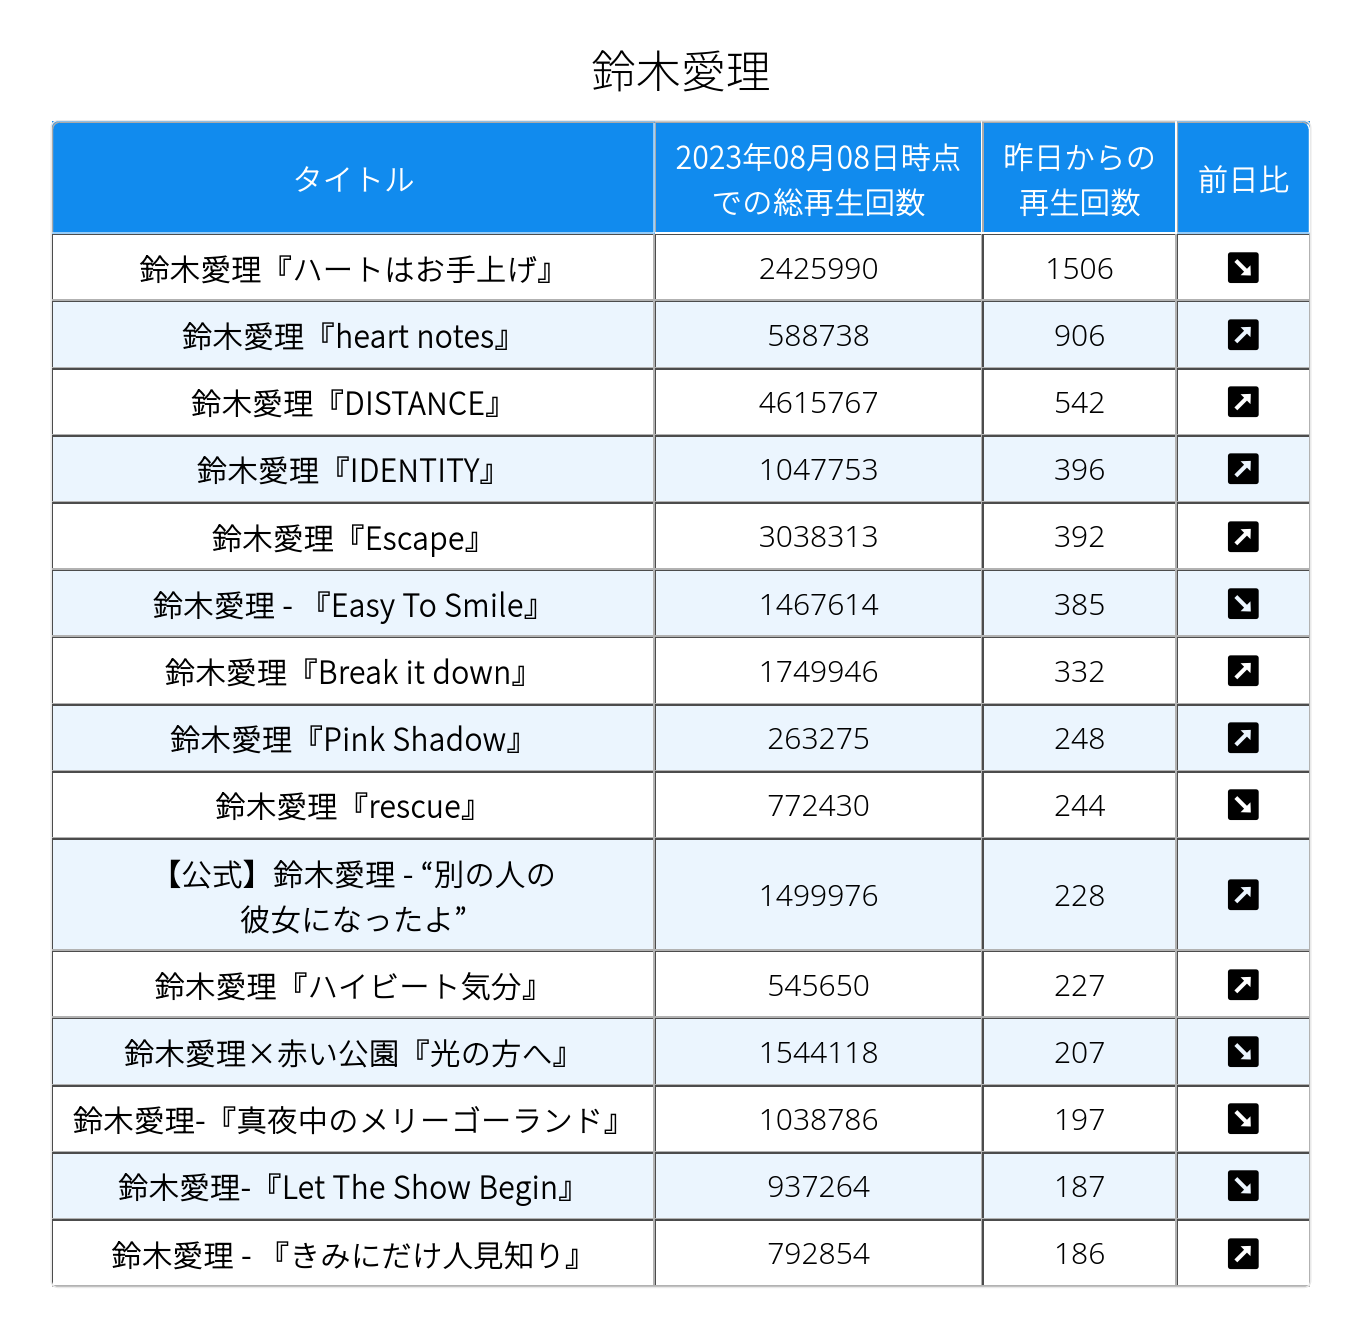 鈴木愛理
タイトル
2023年08月08日時点
での総再生回数
昨日からの
再生回数
前日比
鈴木愛理『ハートはお手上げ』 2425990 1506 ↘
鈴木愛理『heart notes』 588738 906 ↗
鈴木愛理『DISTANCE』 4615767 542 ↗
鈴木愛理『IDENTITY』 1047753 396 ↗
鈴木愛理『Escape』 3038313 392 ↗
鈴木愛理 - 『Easy To Smile』 1467614 385 ↘
鈴木愛理『Break it down』 1749946 332 ↗
鈴木愛理『Pink Shadow』 263275 248 ↗
鈴木愛理『rescue』 772430 244 ↘
【公式】鈴木愛理 - “別の人の
彼女になったよ” 1499976 228 ↗
鈴木愛理『ハイビート気分』 545650 227 ↗
鈴木愛理×赤い公園『光の方へ』 1544118 207 ↘
鈴木愛理-『真夜中のメリーゴーランド』 1038786 197 ↘
鈴木愛理-『Let The Show Begin』 937264 187 ↘
鈴木愛理 - 『きみにだけ人見知り』 792854 186 ↗